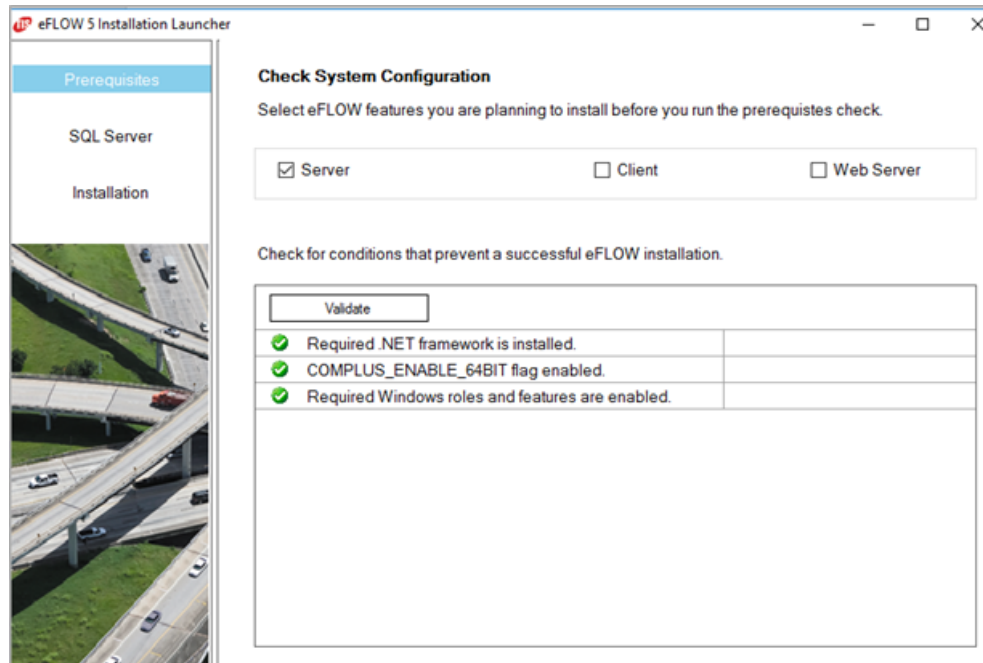 eFLOW 5 Installation Launcher
Prerequisites
SQL Server
Installation
Check System Configuration
Select eFLOW features you are planning to install before you run the prerequistes check.
Server
Client
Web Server
Check for conditions that prevent a successful eFLOW installation.
Validate
Required .NET framework is installed.
COMPLUS_ENABLE_64BIT flag enabled.
Required Windows roles and features are enabled.